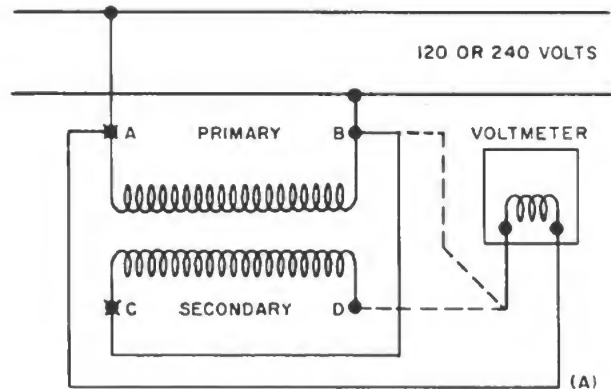 120 OR 240 VOLTS
A PRIMARY B VOLTMETER
C SECONDARY D
(A)